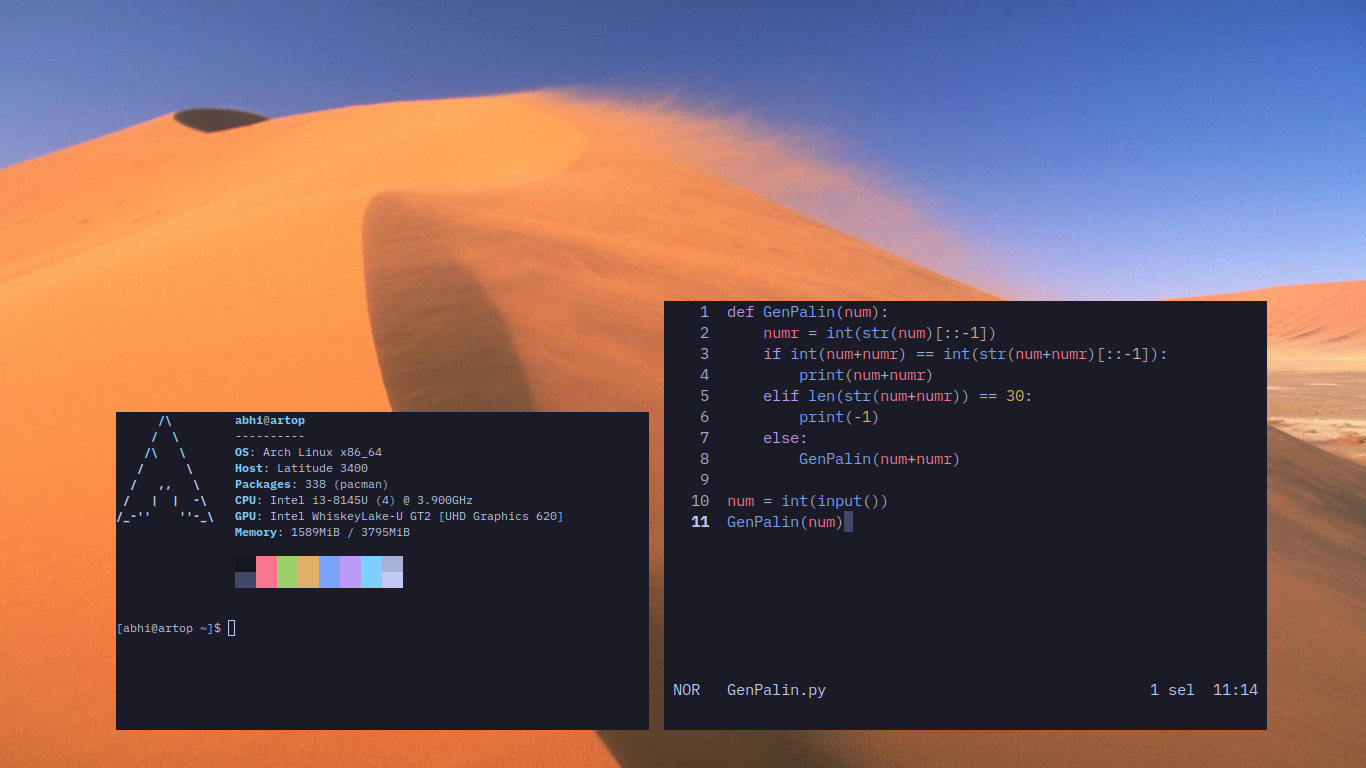 abhi@artop
----------
OS: Arch Linux x86_64
Host: Latitude 3400
Packages: 338 (pacman)
CPU: Intel i3-8145U (4) @ 3.900GHz
GPU: Intel WhiskeyLake-U GT2 [UHD Graphics 620]
Memory: 1589MiB / 3795MiB
[abhi@artop ~]$
1 def GenPalin(num):
2     numr = int(str(num)[::-1])
3     if int(num+numr) == int(str(num+numr)[::-1]):
4         print(num+numr)
5     elif len(str(num+numr)) == 30:
6         print(-1)
7     else:
8         GenPalin(num+numr)
9
10 num = int(input())
11 GenPalin(num)
NOR GenPalin.py 1 sel 11:14